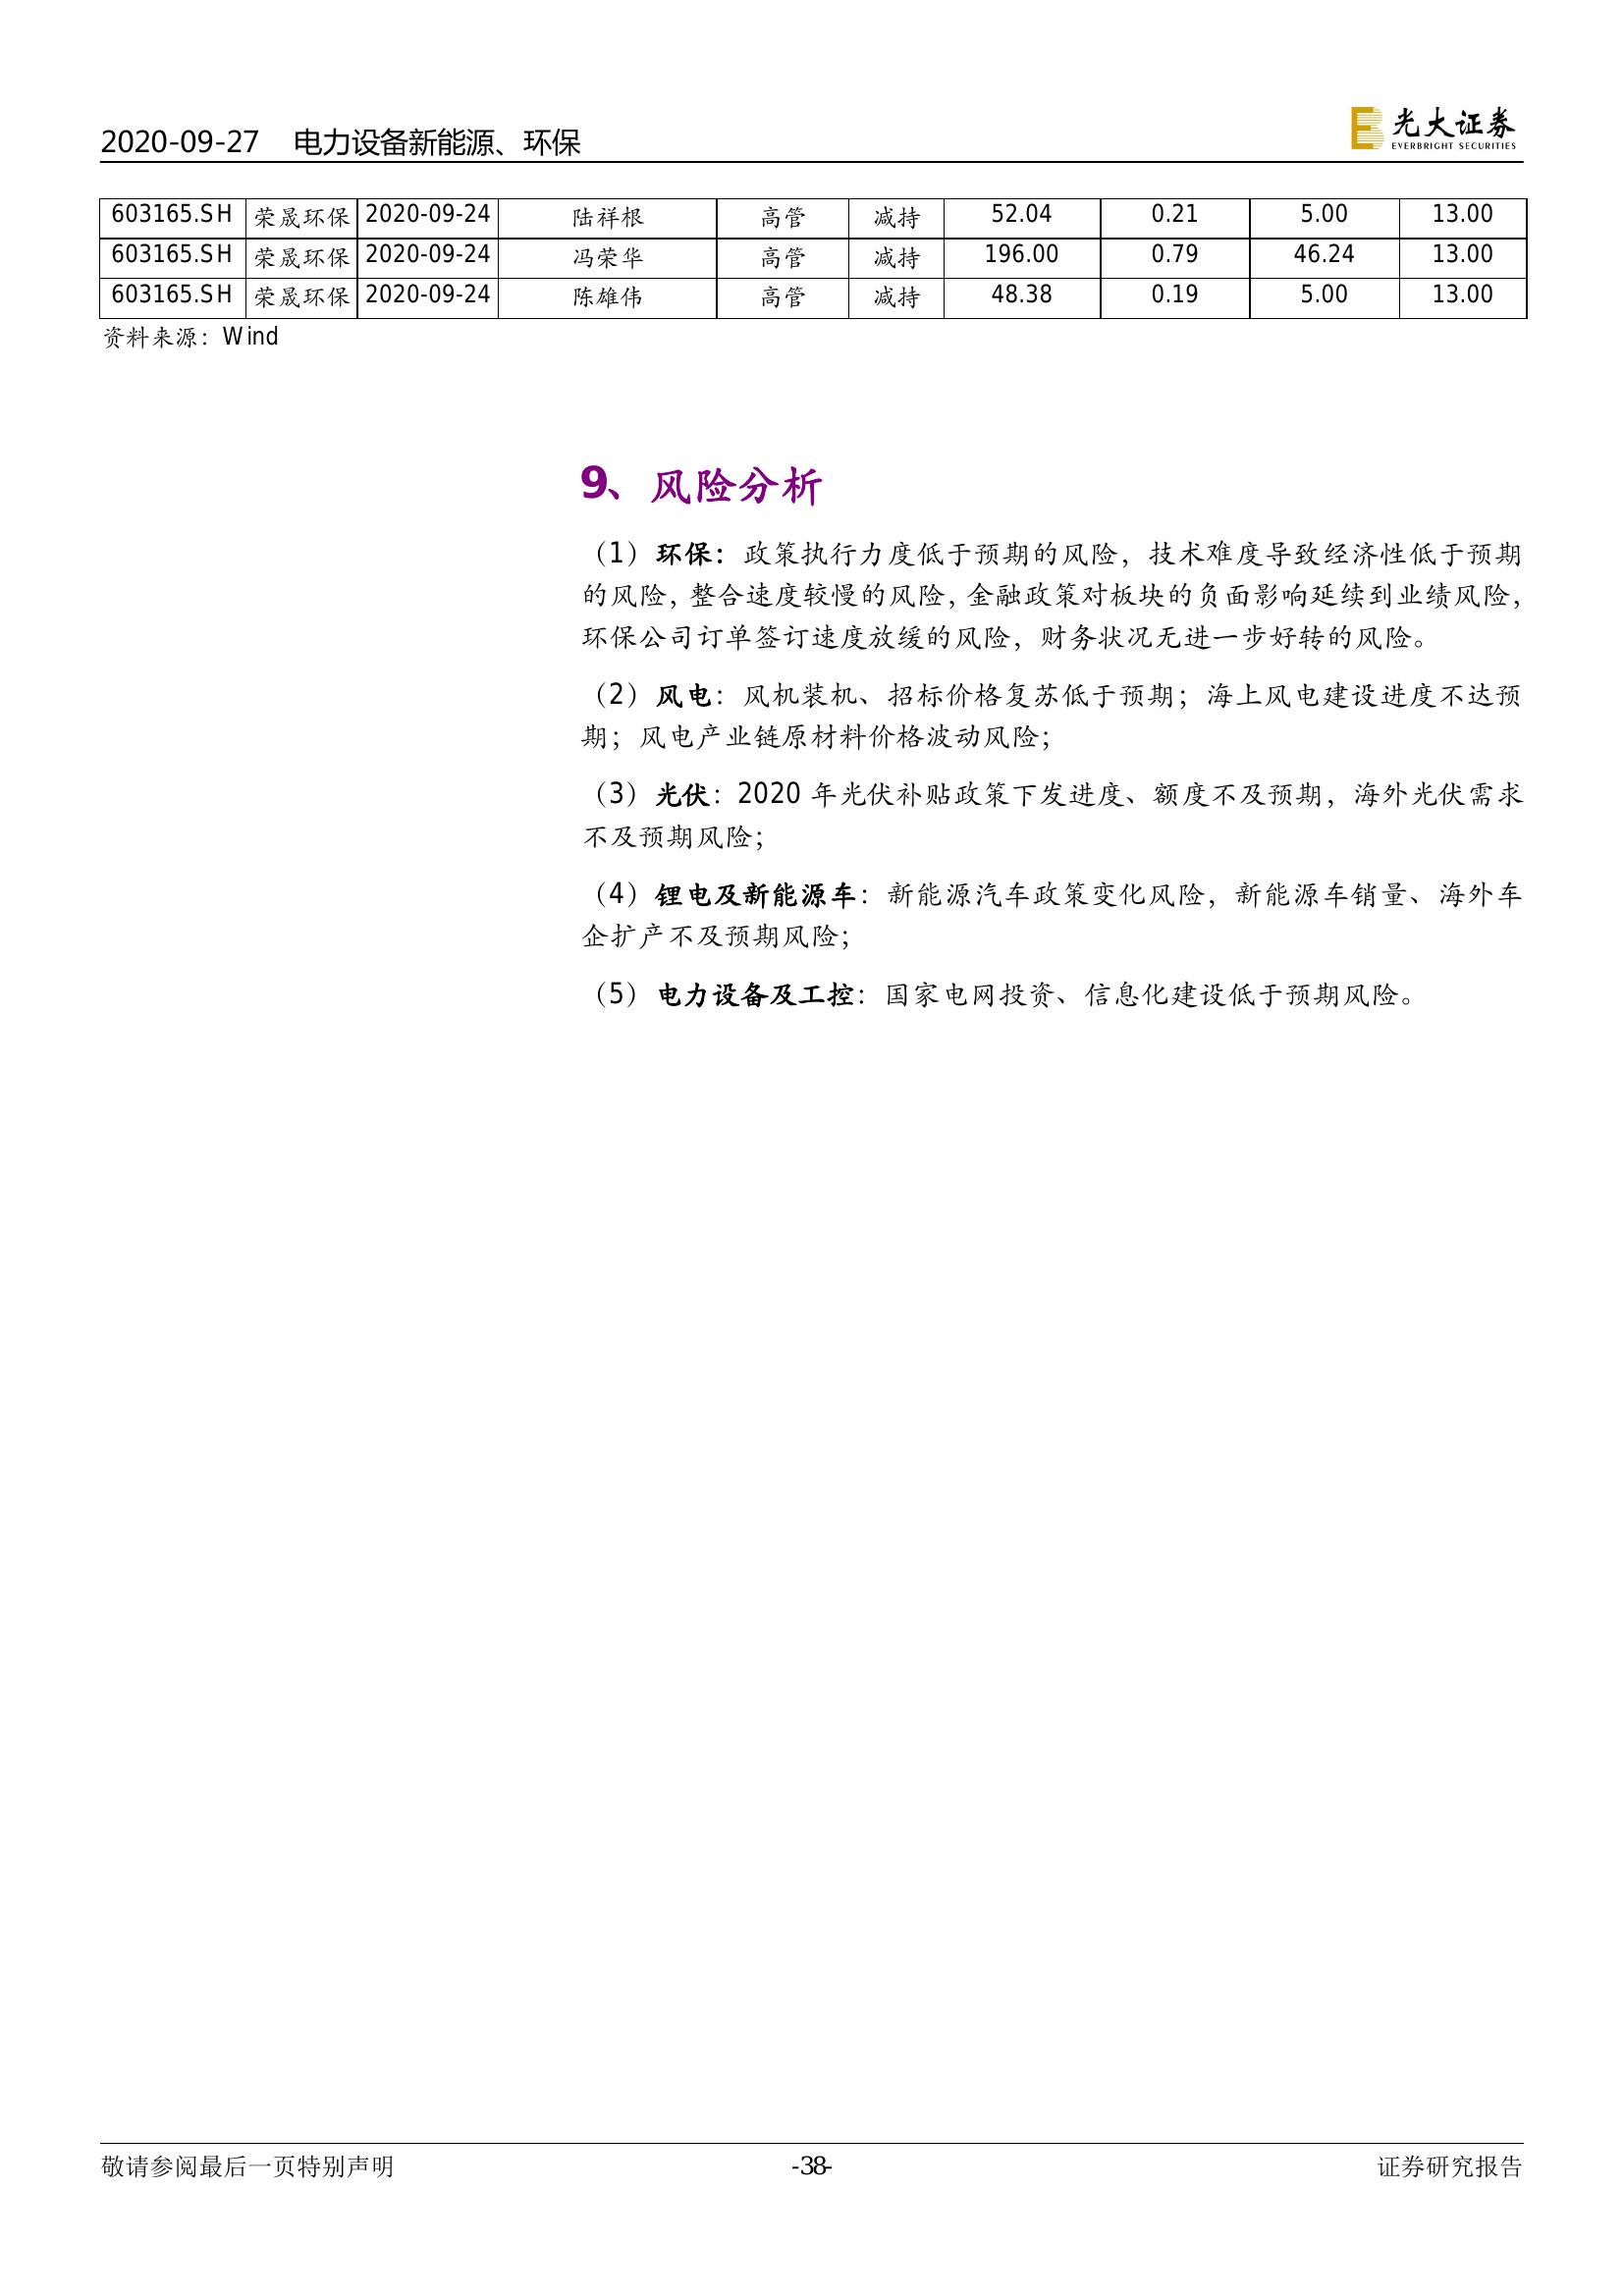 2020-09-27 电力设备新能源、环保
光大证券
EVERBRIGHT SECURITIES
603165.SH 荣晟环保 2020-09-24 陆祥根 高管 减持 52.04 0.21 5.00 13.00
603165.SH 荣晟环保 2020-09-24 冯荣华 高管 减持 196.00 0.79 46.24 13.00
603165.SH 荣晟环保 2020-09-24 陈雄伟 高管 减持 48.38 0.19 5.00 13.00
资料来源：Wind
9、风险分析
（1）环保：政策执行力度低于预期的风险，技术难度导致经济性低于预期
的风险，整合速度较慢的风险，金融政策对板块的负面影响延续到业绩风险，
环保公司订单签订速度放缓的风险，财务状况无进一步好转的风险。
（2）风电：风机装机、招标价格复苏低于预期；海上风电建设进度不达预
期；风电产业链原材料价格波动风险；
（3）光伏：2020 年光伏补贴政策下发进度、额度不及预期，海外光伏需求
不及预期风险；
（4）锂电及新能源车：新能源汽车政策变化风险，新能源车销量、海外车
企扩产不及预期风险；
（5）电力设备及工控：国家电网投资、信息化建设低于预期风险。
敬请参阅最后一页特别声明 -38- 证券研究报告